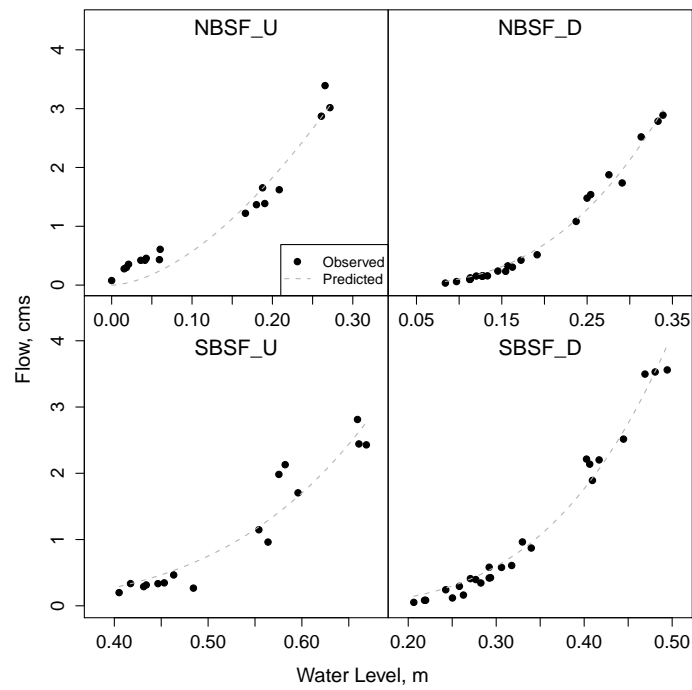 NBSF_U NBSF_D
4
3
2
1
0
Observed
Predicted
0.00 0.10 0.20 0.30 0.05 0.15 0.25 0.35
Flow, cms
SBSF_U SBSF_D
4
3
2
1
0
0.40 0.50 0.60 0.20 0.30 0.40 0.50
Water Level, m